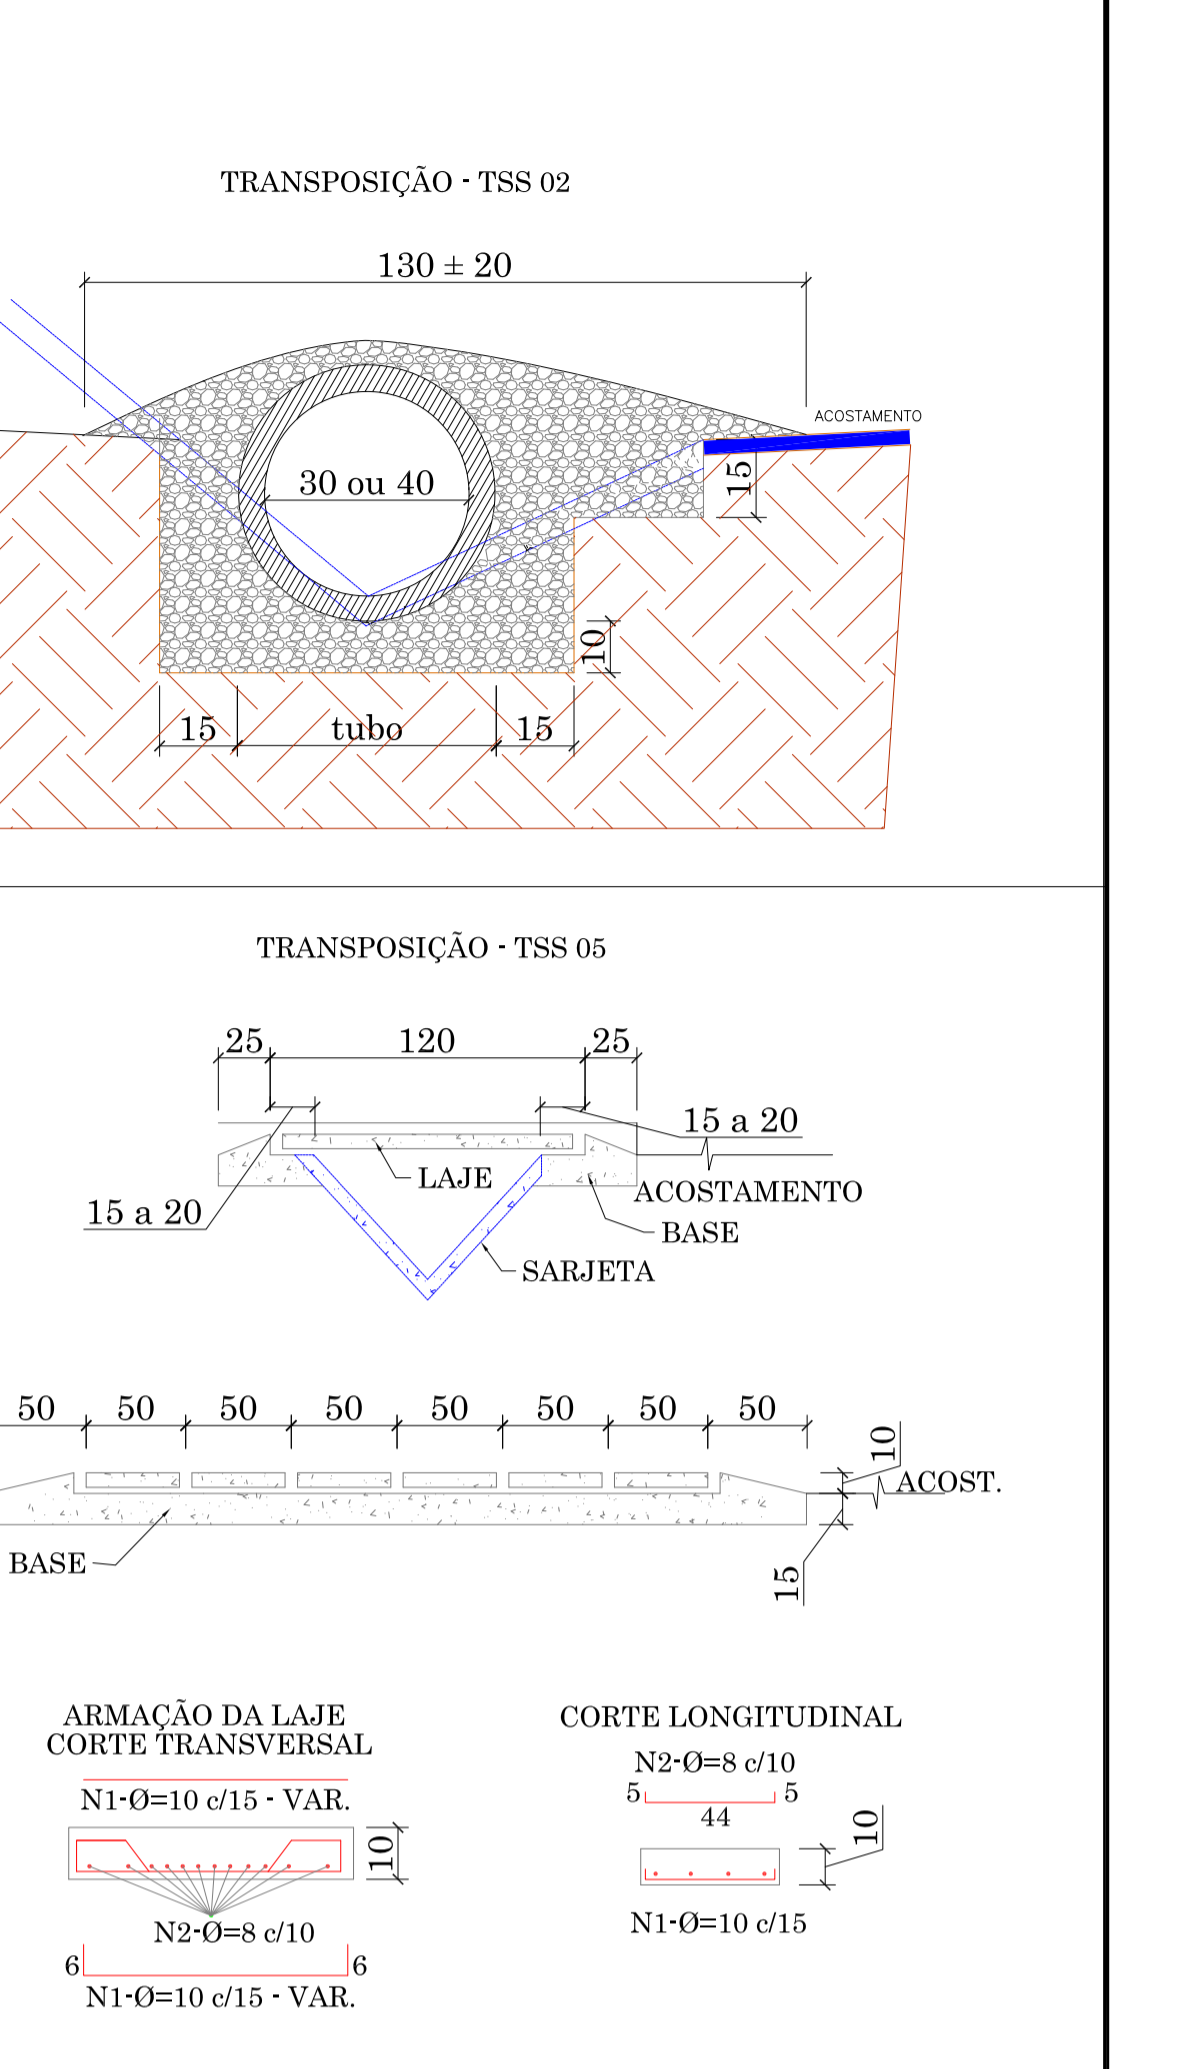 TRANSPOSIÇÃO - TSS 02
130 ± 20
ACOSTAMENTO
30 ou 40
15
10
15 tubo 15
TRANSPOSIÇÃO - TSS 05
25 120 25
15 a 20
LAJE
ACOSTAMENTO
15 a 20
BASE
SARJETA
50 50 50 50 50 50 50 50
10
ACOST.
BASE
15
ARMAÇÃO DA LAJE
CORTE TRANSVERSAL
N1-Ø=10 c/15 - VAR.
10
N2-Ø=8 c/10
6 6
N1-Ø=10 c/15 - VAR.
CORTE LONGITUDINAL
N2-Ø=8 c/10
5 5
44
10
N1-Ø=10 c/15